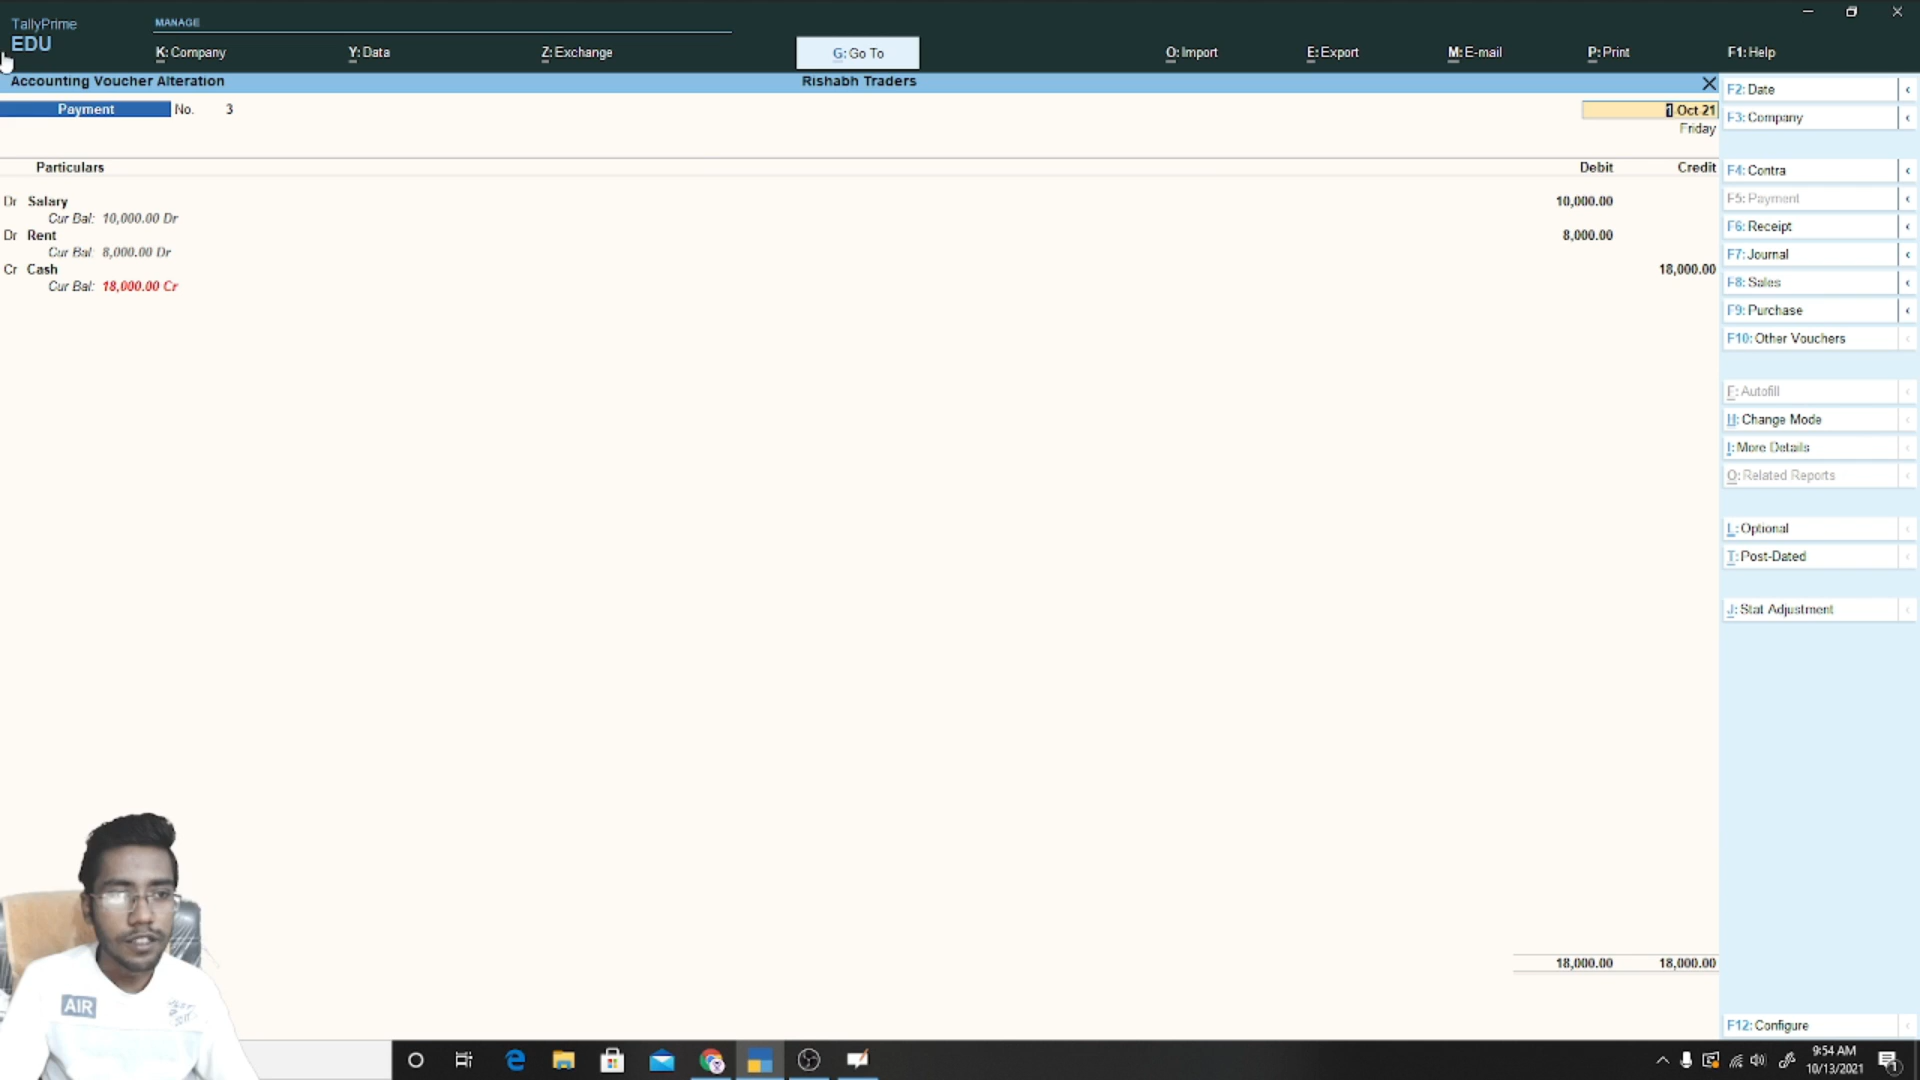 TallyPrime
EDU
MANAGE
K: Company
Y: Data
Z: Exchange
G: Go To
O: Import
E: Export
M: E-mail
P: Print
F1: Help
Accounting Voucher Alteration
Rishabh Traders
Payment No. 3
1 Oct 21
Friday
Particulars Debit Credit
Dr Salary 10,000.00
Cur Bal: 10,000.00 Dr
Dr Rent 8,000.00
Cur Bal: 8,000.00 Dr
Cr Cash 18,000.00
Cur Bal: 18,000.00 Cr
18,000.00 18,000.00
F2: Date
F3: Company
F4: Contra
F5: Payment
F6: Receipt
F7: Journal
F8: Sales
F9: Purchase
F10: Other Vouchers
F: Autofill
H: Change Mode
I: More Details
O: Related Reports
L: Optional
T: Post-Dated
J: Stat Adjustment
F12: Configure
AIR
9:54 AM
10/13/2021
1